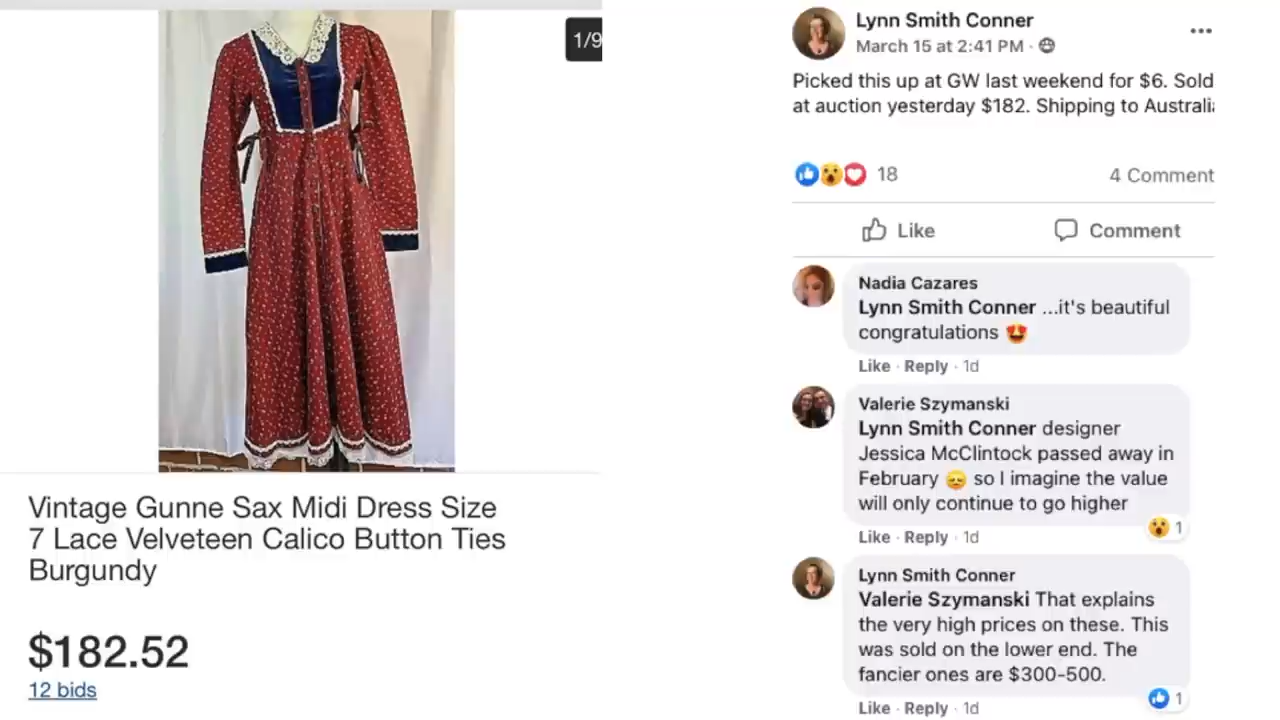 1/9
Vintage Gunne Sax Midi Dress Size
7 Lace Velveteen Calico Button Ties
Burgundy
$182.52
12 bids
Lynn Smith Conner
March 15 at 2:41 PM ·
Picked this up at GW last weekend for $6. Sold
at auction yesterday $182. Shipping to Australia
18
4 Comment
Like
Comment
Nadia Cazares
Lynn Smith Conner ...it's beautiful
congratulations 😍
Like · Reply · 1d
Valerie Szymanski
Lynn Smith Conner designer
Jessica McClintock passed away in
February 😞 so I imagine the value
will only continue to go higher
1
Like · Reply · 1d
Lynn Smith Conner
Valerie Szymanski That explains
the very high prices on these. This
was sold on the lower end. The
fancier ones are $300-500.
1
Like · Reply · 1d